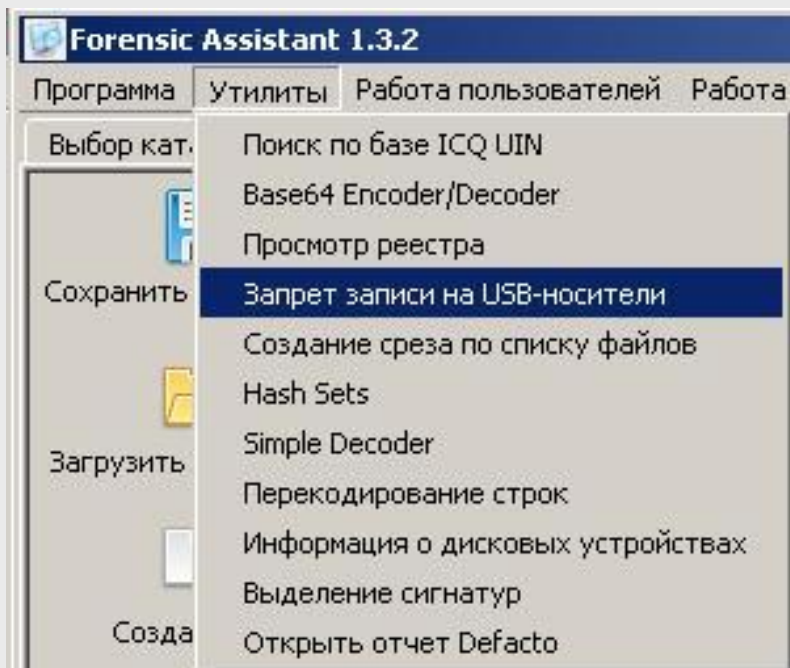 Forensic Assistant 1.3.2
Программа Утилиты Работа пользователей Работа
Выбор кат
Поиск по базе ICQ UIN
Base64 Encoder/Decoder
Просмотр реестра
Сохранить
Запрет записи на USB-носители
Создание среза по списку файлов
Hash Sets
Simple Decoder
Загрузить
Перекодирование строк
Информация о дисковых устройствах
Выделение сигнатур
Созда
Открыть отчет Defacto